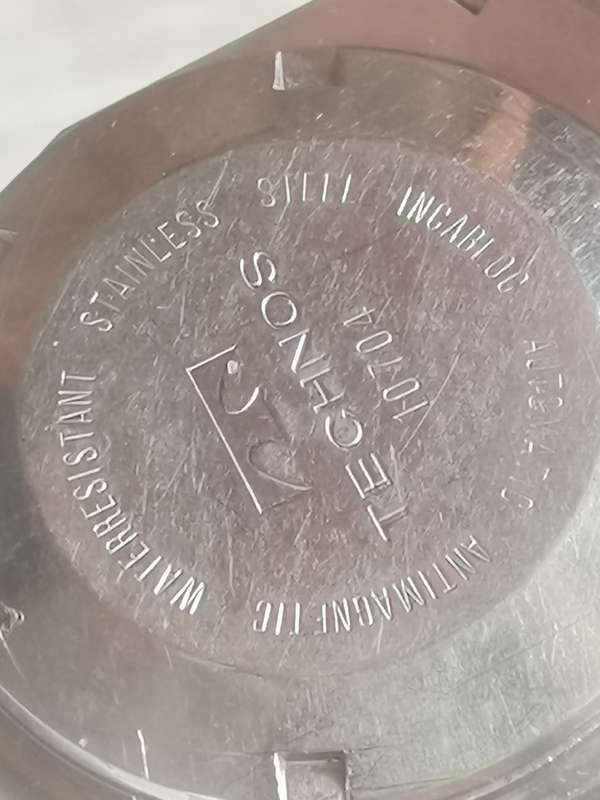 TECHNOS
10704
WATERRESISTANT STAINLESS STEEL INCABLOC AUTOMATIC ANTIMAGNETIC